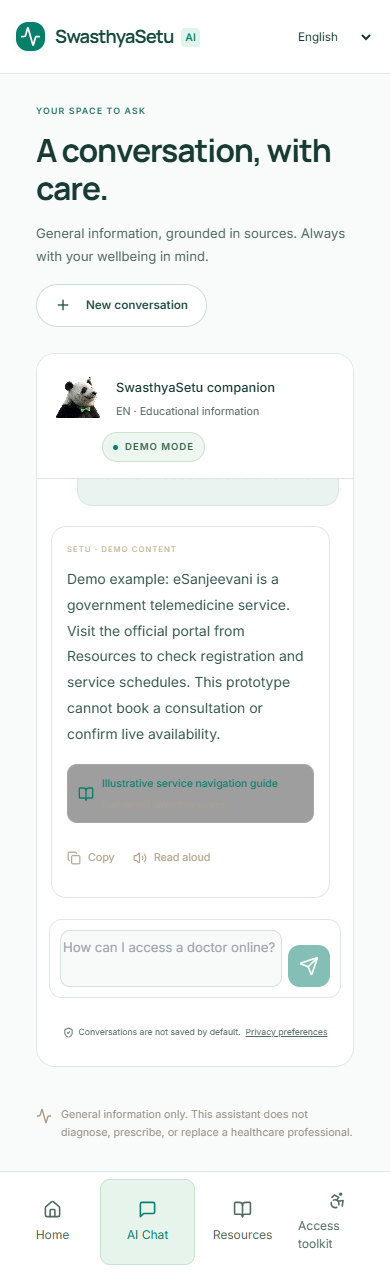 SwasthyaSetu AI
English
YOUR SPACE TO ASK
A conversation, with
care.
General information, grounded in sources. Always
with your wellbeing in mind.
New conversation
SwasthyaSetu companion
EN · Educational information
DEMO MODE
SETU · DEMO CONTENT
Demo example: eSanjeevani is a
government telemedicine service.
Visit the official portal from
Resources to check registration and
service schedules. This prototype
cannot book a consultation or
confirm live availability.
Illustrative service navigation guide
Copy
Read aloud
How can I access a doctor online?
Conversations are not saved by default. Privacy preferences
General information only. This assistant does not
diagnose, prescribe, or replace a healthcare professional.
Home
AI Chat
Resources
Access
toolkit